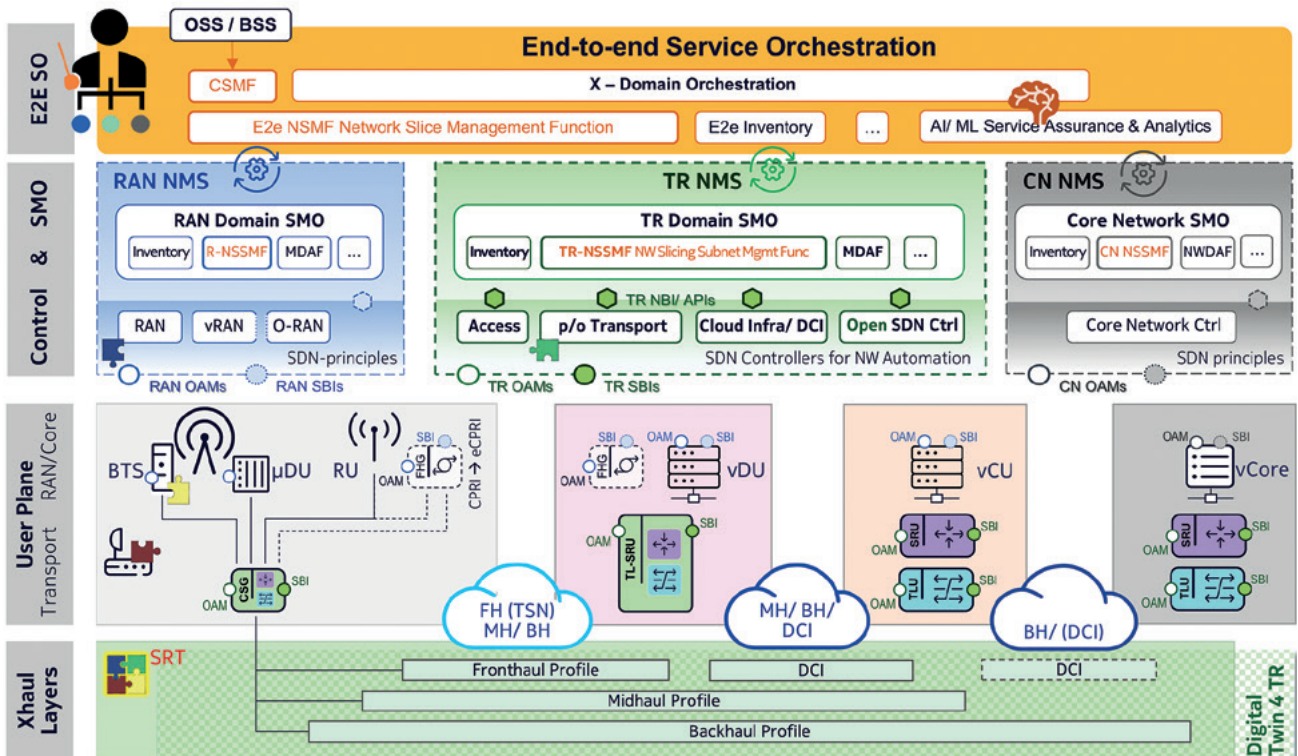 OSS / BSS
End-to-end Service Orchestration
E2E SO
CSMF
X – Domain Orchestration
E2e NSMF Network Slice Management Function
E2e Inventory
...
AI/ ML Service Assurance & Analytics
Control & SMO
RAN NMS
RAN Domain SMO
Inventory
R-NSSMF
MDAF
...
RAN
vRAN
O-RAN
SDN-principles
RAN OAMs
RAN SBIs
TR NMS
TR Domain SMO
Inventory
TR-NSSMF NW Slicing Subnet Mgmt Func
MDAF
...
TR NBI/ APIs
Access
p/o Transport
Cloud Infra/ DCI
Open SDN Ctrl
SDN Controllers for NW Automation
TR OAMs
TR SBIs
CN NMS
Core Network SMO
Inventory
CN NSSMF
NWDAF
...
Core Network Ctrl
SDN principles
CN OAMs
User Plane
Transport RAN/Core
BTS
μDU
RU
SBI
FHG
OAM
CPRI → eCPRI
CSG
OAM
SBI
SBI
FHG
OAM
OAM
SBI
vDU
OAM
TL-SRU
SBI
OAM
SBI
vCU
SRU
OAM
SBI
TLU
OAM
SBI
OAM
SBI
vCore
SRU
OAM
SBI
TLU
OAM
SBI
FH (TSN)
MH/ BH
MH/ BH/
DCI
BH/ (DCI)
Xhaul
Layers
SRT
Fronthaul Profile
DCI
DCI
Midhaul Profile
Backhaul Profile
Digital
Twin 4 TR